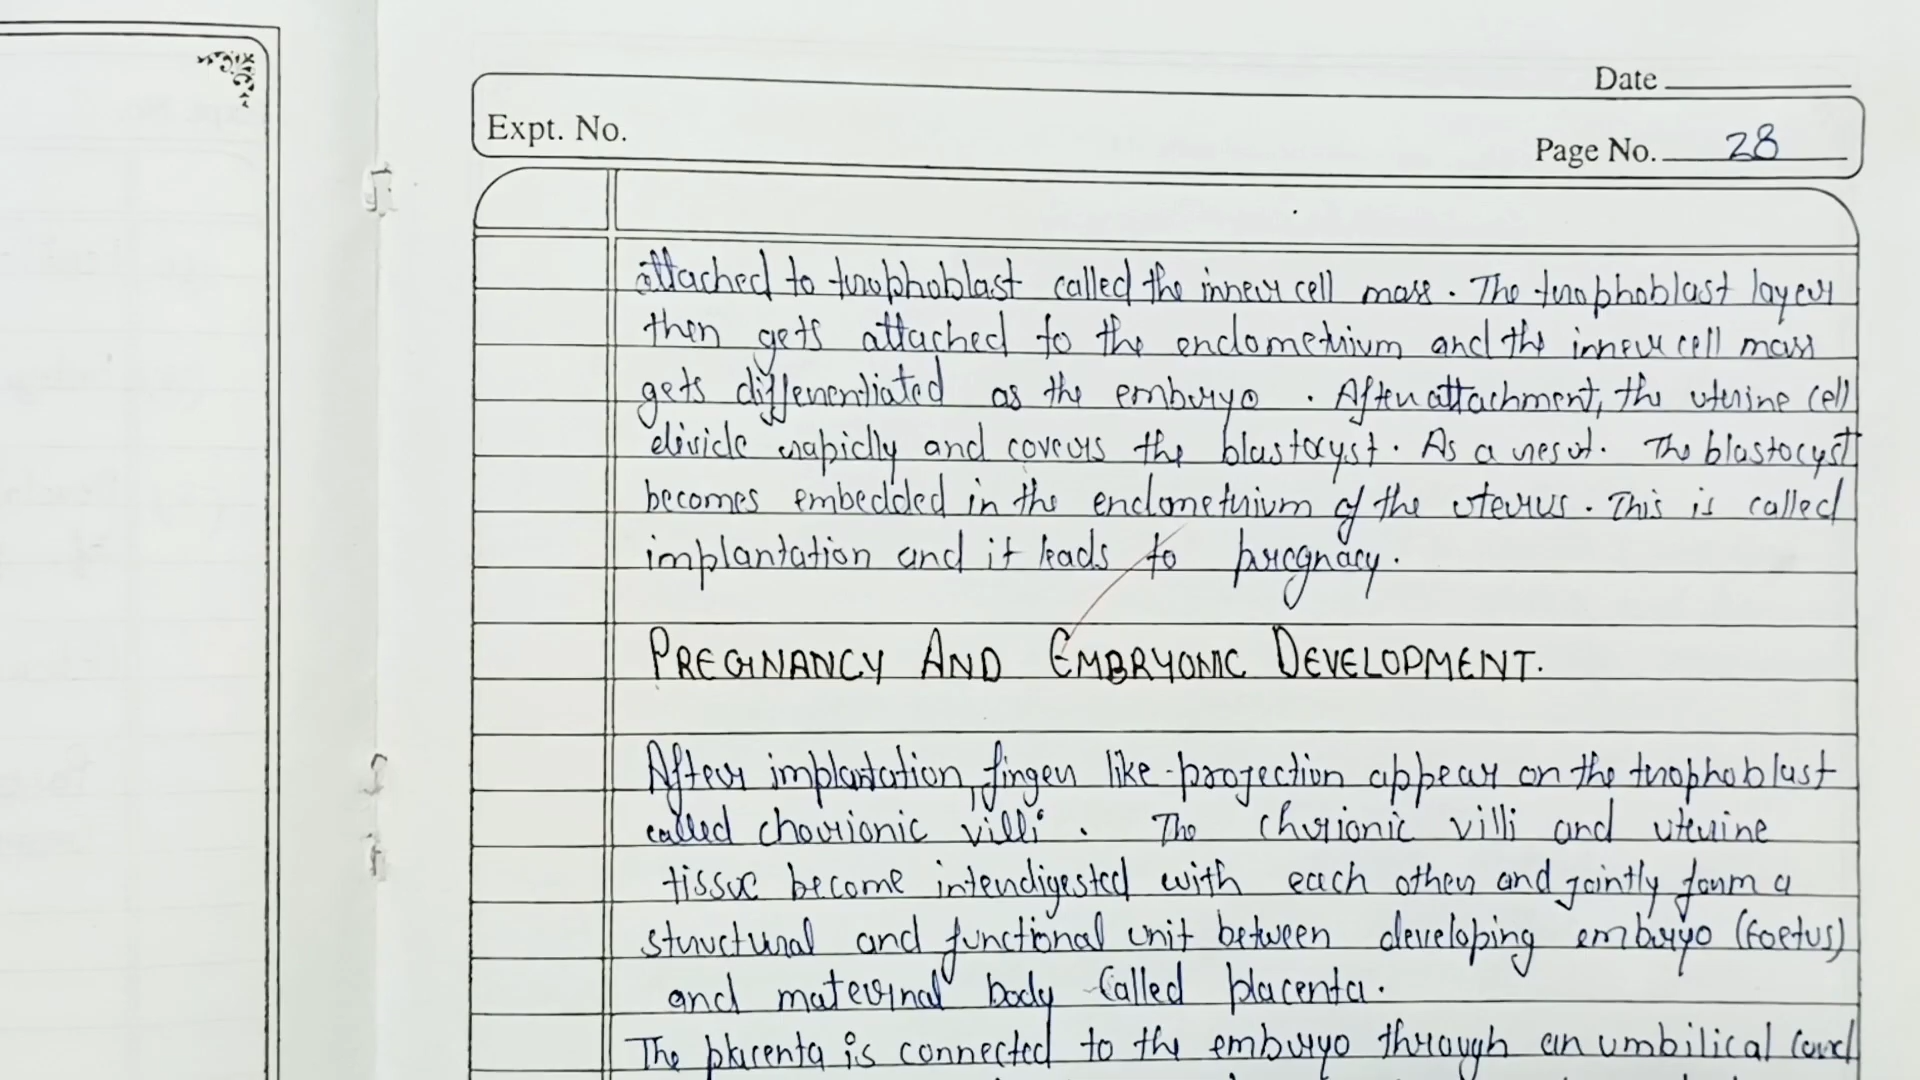 Date
Expt. No.
Page No. 28
attached to trophoblast called the inner cell mass. The trophoblast layer
then gets attached to the endometrium and the inner cell mass
gets differentiated as the embryo. After attachment, the uterine cell
divide rapidly and covers the blastocyst. As a resut. The blastocyst
becomes embedded in the endometrium of the uterus. This is called
implantation and it leads to pregnacy.
PREGNANCY AND EMBRYONIC DEVELOPMENT.
After implantation, finger like projection appear on the trophoblast
called chorionic villi. The chrionic villi and uterine
tissue become interdigested with each other and jointly form a
structural and functional unit between developing embryo (foetus)
and maternal body called placenta.
The placenta is connected to the embryo through an umbilical cord